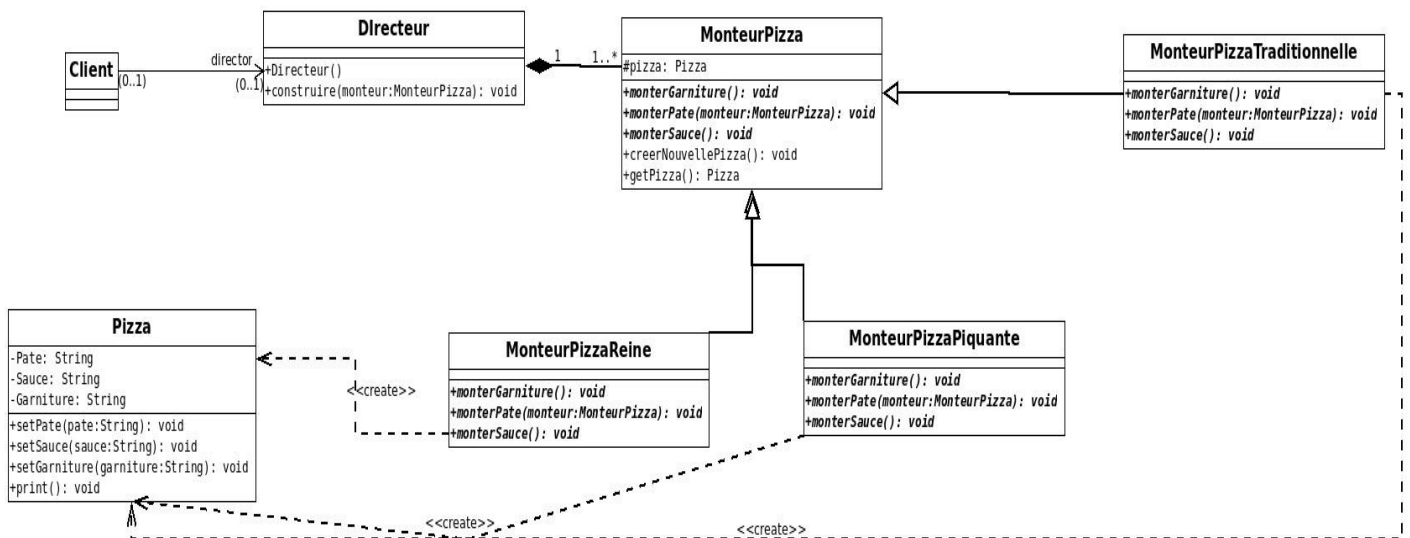 Client
(0..1)
director
(0..1)
DIrecteur
+Directeur()
+construire(monteur:MonteurPizza): void
1
1..*
MonteurPizza
#pizza: Pizza
+monterGarniture(): void
+monterPate(monteur:MonteurPizza): void
+monterSauce(): void
+creerNouvellePizza(): void
+getPizza(): Pizza
MonteurPizzaTraditionnelle
+monterGarniture(): void
+monterPate(monteur:MonteurPizza): void
+monterSauce(): void
Pizza
-Pate: String
-Sauce: String
-Garniture: String
+setPate(pate:String): void
+setSauce(sauce:String): void
+setGarniture(garniture:String): void
+print(): void
<<create>>
MonteurPizzaReine
+monterGarniture(): void
+monterPate(monteur:MonteurPizza): void
+monterSauce(): void
MonteurPizzaPiquante
+monterGarniture(): void
+monterPate(monteur:MonteurPizza): void
+monterSauce(): void
<<create>>
<<create>>